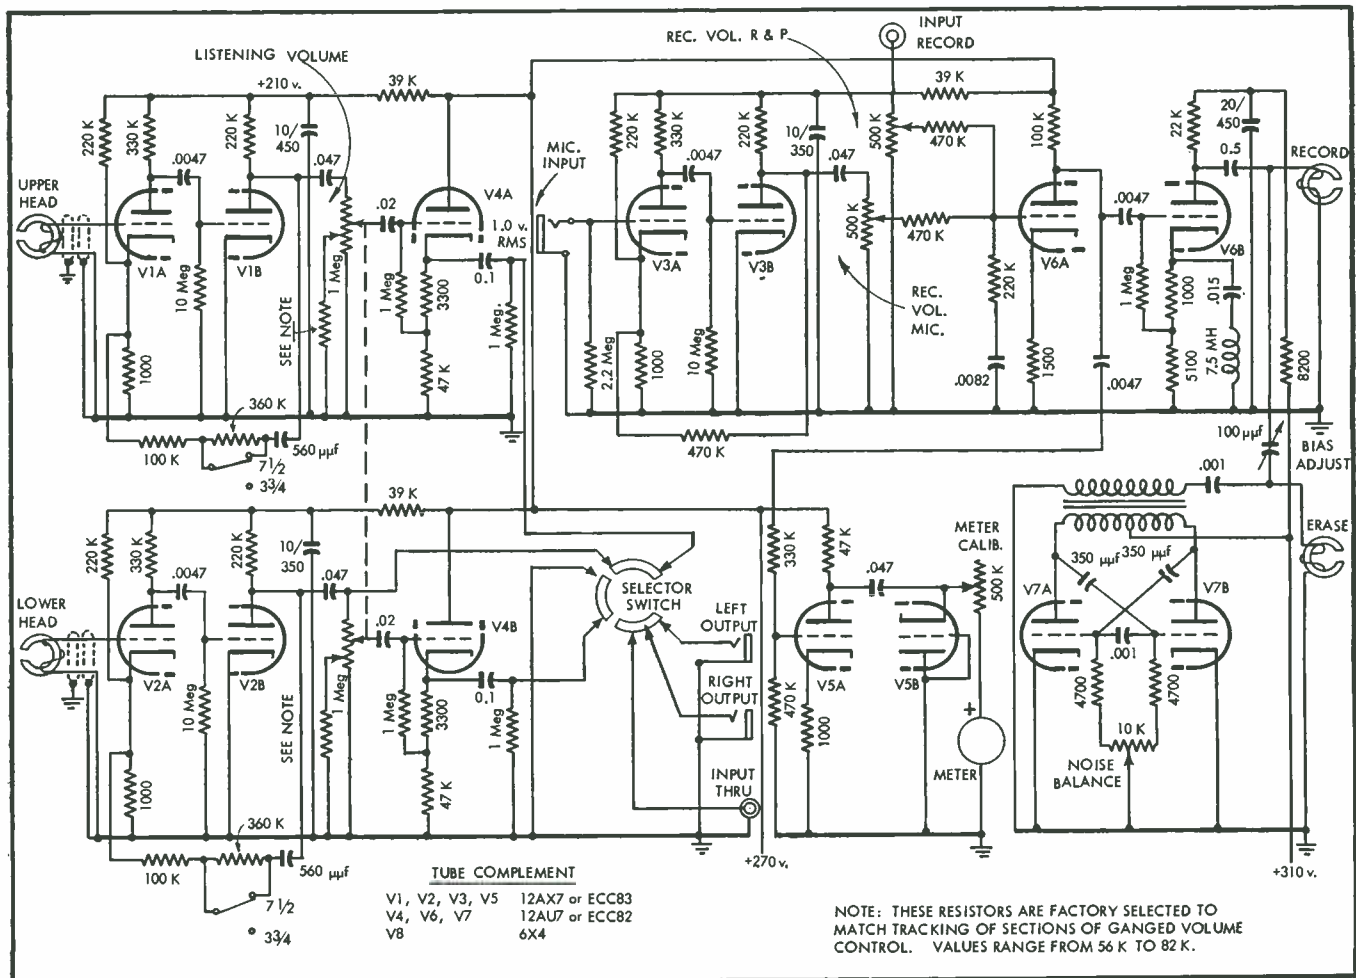 LISTENING VOLUME
+210 v.
39 K
220 K
330 K
220 K
10/
450
.0047
.047
UPPER
HEAD
V1A
V1B
10 Meg
1000
SEE NOTE
1 Meg
.02
V4A
1 Meg
3300
0.1
47 K
1 Meg
360 K
100 K
560 µµf
7 1/2
3 3/4
REC. VOL. R & P
INPUT
RECORD
39 K
220 K
330 K
220 K
10/
350
.0047
.047
500 K
470 K
MIC.
INPUT
1.0 v.
RMS
V3A
V3B
500 K
470 K
2.2 Meg
1000
10 Meg
470 K
REC.
VOL.
MIC.
100 K
V6A
220 K
.0082
1500
.0047
.0047
22 K
20/
450
0.5
RECORD
V6B
1 Meg
1000
.015
5100
7.5 MH
8200
100 µµf
BIAS
ADJUST
39 K
220 K
330 K
220 K
10/
350
.0047
.047
LOWER
HEAD
V2A
V2B
10 Meg
1000
SEE NOTE
1 Meg
.02
V4B
1 Meg
3300
0.1
47 K
1 Meg
360 K
100 K
560 µµf
7 1/2
3 3/4
SELECTOR
SWITCH
LEFT
OUTPUT
RIGHT
OUTPUT
INPUT
THRU
+270 v.
330 K
47 K
.047
METER
CALIB.
500 K
V5A
V5B
470 K
1000
+
METER
.001
ERASE
350 µµf
350 µµf
V7A
V7B
.001
4700
4700
10 K
NOISE
BALANCE
+310 v.
TUBE COMPLEMENT
V1, V2, V3, V5 12AX7 or ECC83
V4, V6, V7 12AU7 or ECC82
V8 6X4
NOTE: THESE RESISTORS ARE FACTORY SELECTED TO
MATCH TRACKING OF SECTIONS OF GANGED VOLUME
CONTROL. VALUES RANGE FROM 56 K TO 82 K.